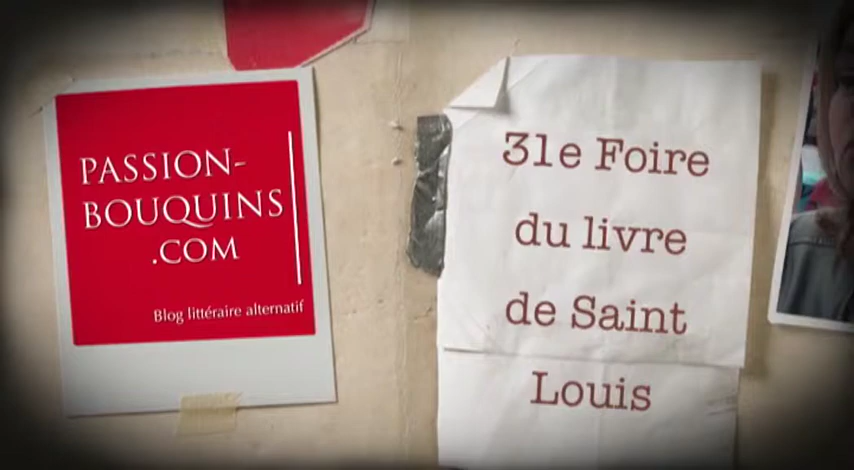 PASSION-
BOUQUINS
.COM
Blog littéraire alternatif
31e Foire
du livre
de Saint
Louis